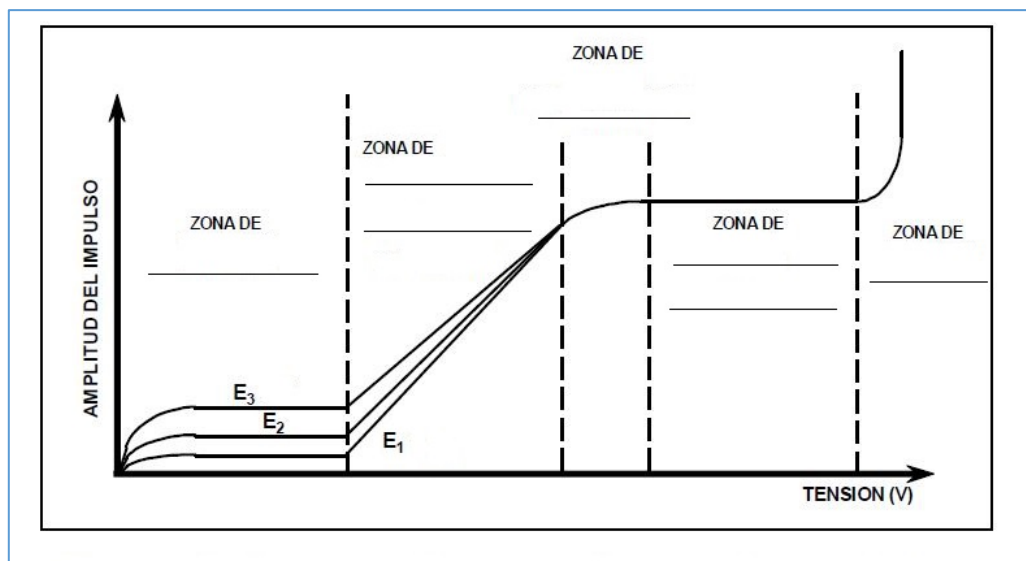 ZONA DE
ZONA DE
ZONA DE
ZONA DE
ZONA DE
AMPLITUD DEL IMPULSO
E3
E2
E1
TENSION (V)